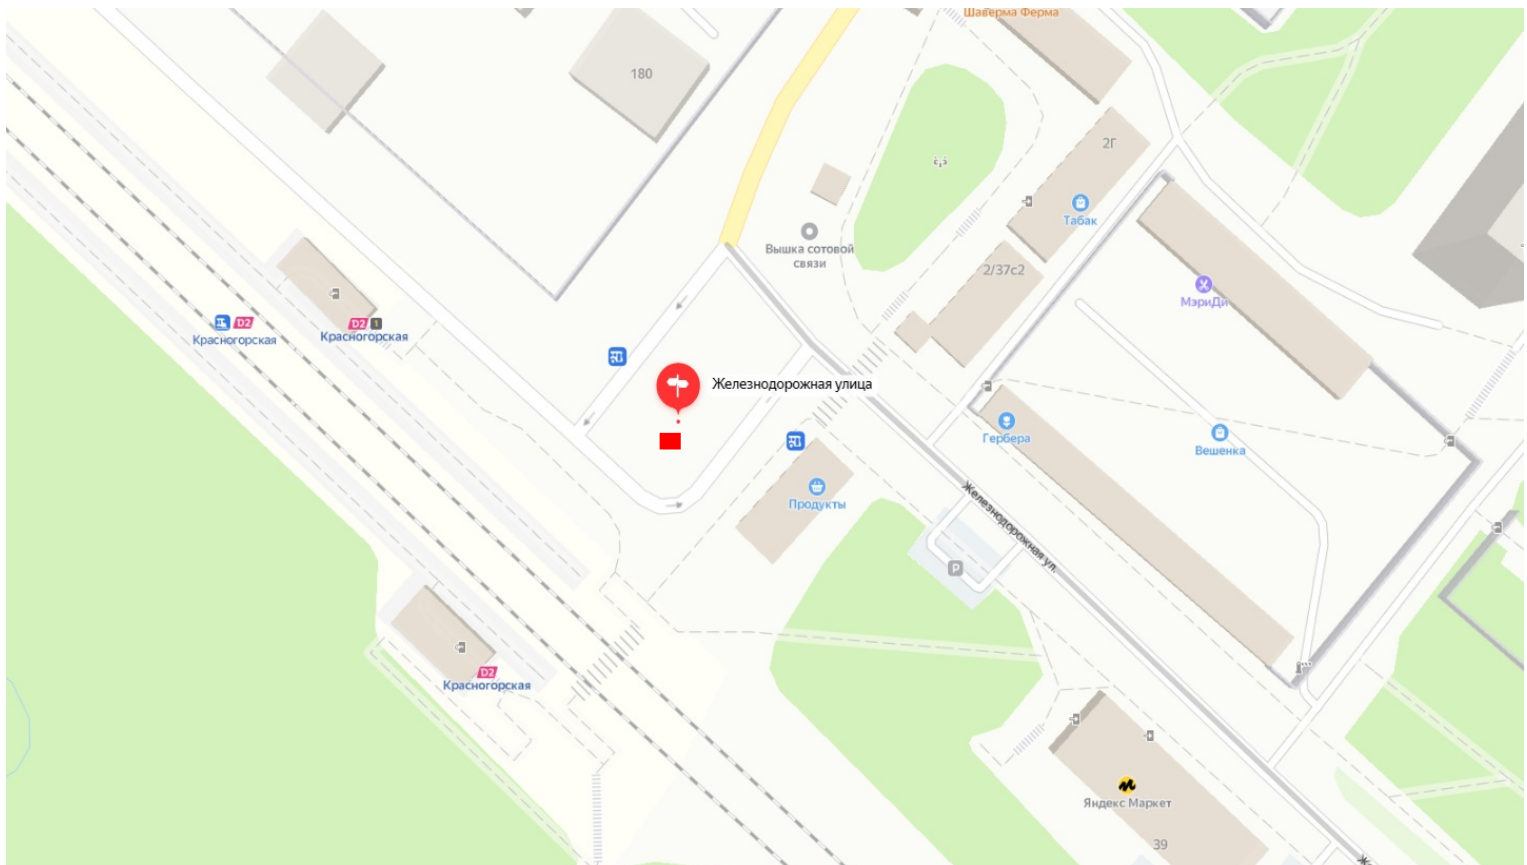 Шаверма Ферма
180
2Г
Табак
Вышка сотовой
связи
2/37с2
МэриДи
D2
Красногорская
D2 1
Красногорская
Железнодорожная улица
Гербера
Вешенка
Продукты
Железнодорожная ул.
P
D2
Красногорская
Яндекс Маркет
39